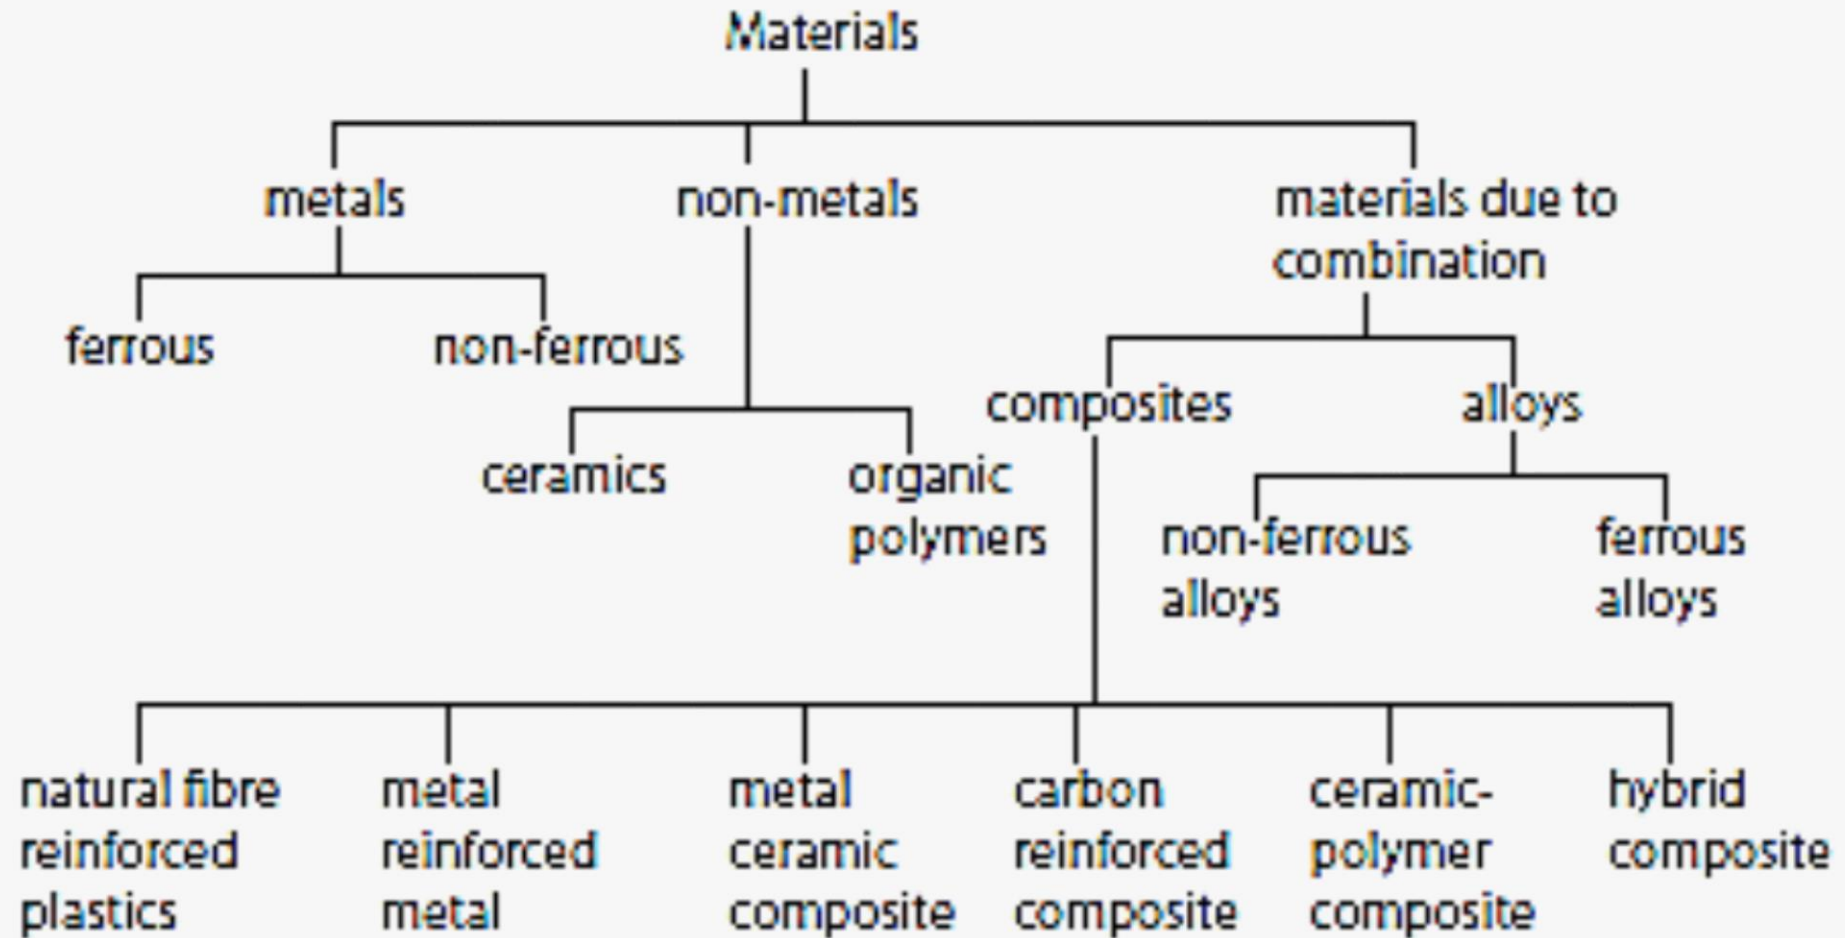 Materials
metals
non-metals
materials due to
combination
ferrous
non-ferrous
composites
alloys
ceramics
organic
polymers
non-ferrous
alloys
ferrous
alloys
natural fibre
reinforced
plastics
metal
reinforced
metal
metal
ceramic
composite
carbon
reinforced
composite
ceramic-
polymer
composite
hybrid
composite